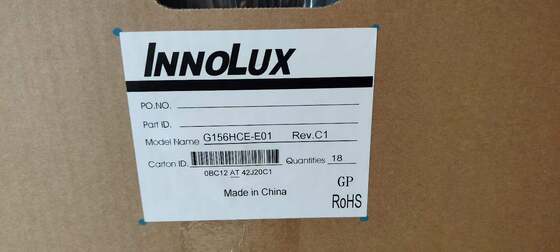 INNOLUX
PO.NO.
Part ID.
Model Name G156HCE-E01 Rev.C1
Carton ID. Quantities 18
0BC12 AT 42J20C1
Made in China
GP
RoHS